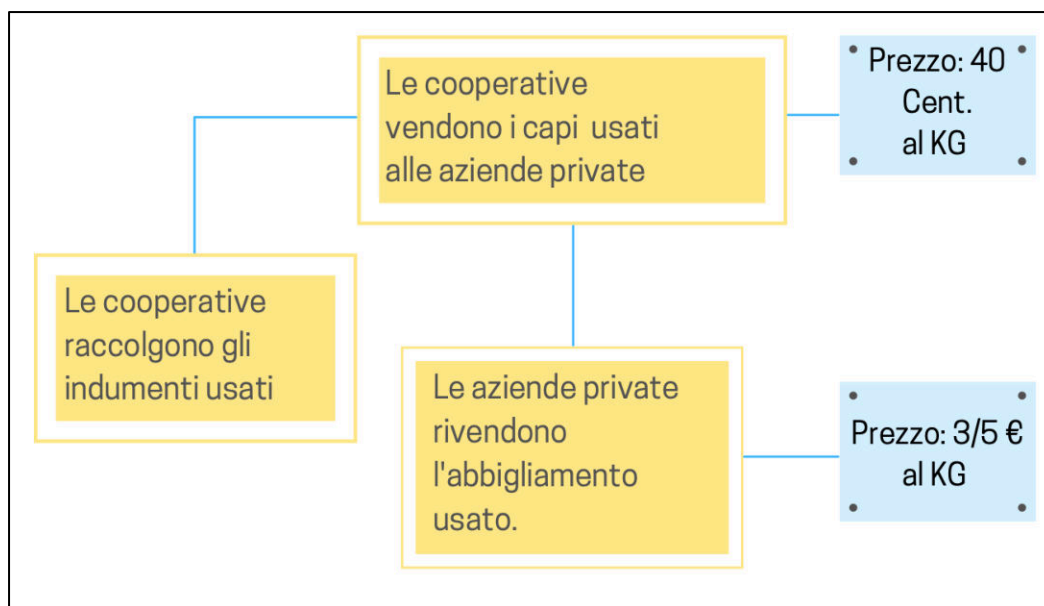 Le cooperative
vendono i capi usati
alle aziende private
Prezzo: 40
Cent.
al KG
Le cooperative
raccolgono gli
indumenti usati
Le aziende private
rivendono
l'abbigliamento
usato.
Prezzo: 3/5 €
al KG